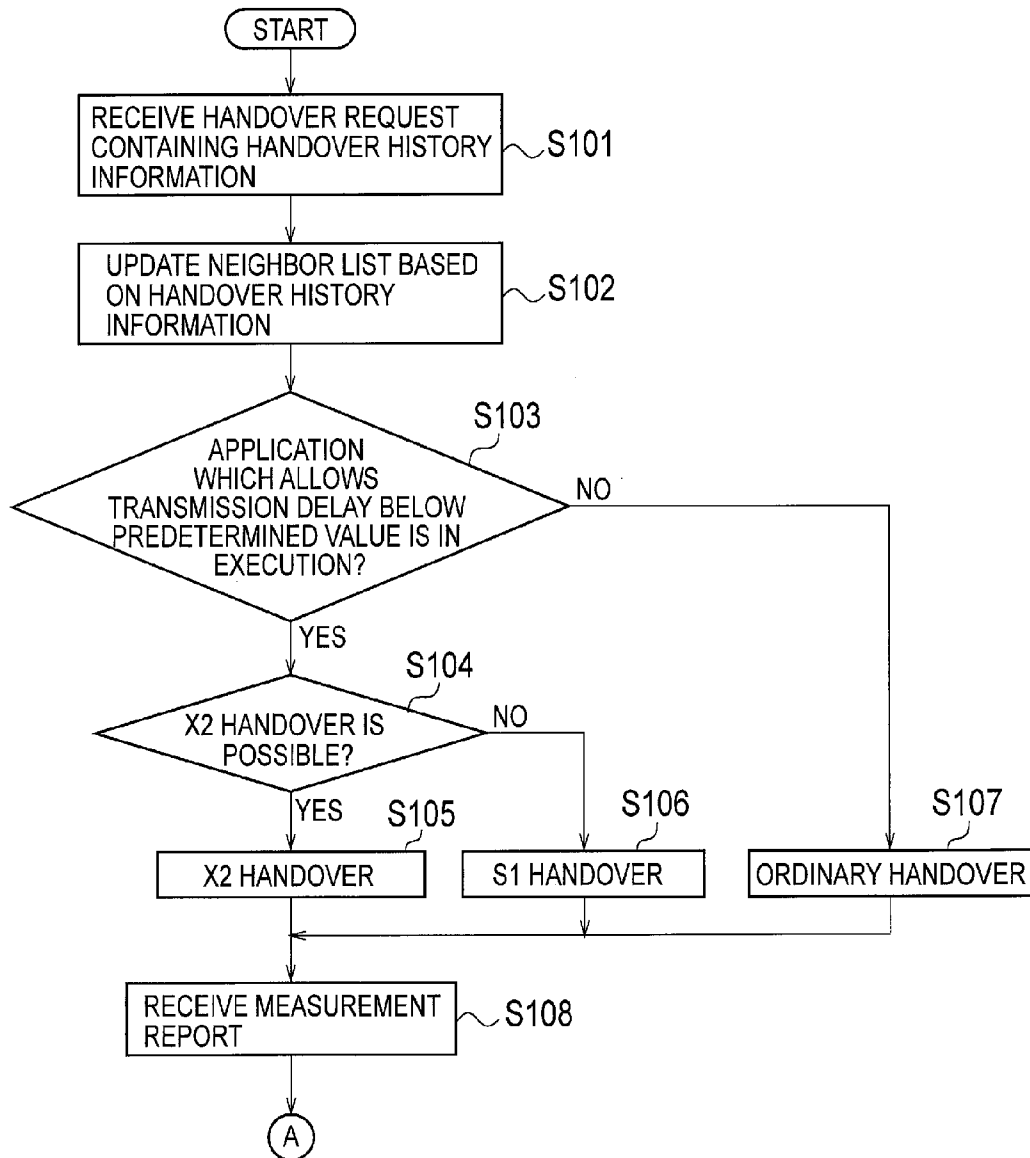 START
RECEIVE HANDOVER REQUEST
CONTAINING HANDOVER HISTORY
INFORMATION
S101
UPDATE NEIGHBOR LIST BASED
ON HANDOVER HISTORY
INFORMATION
S102
S103
APPLICATION
WHICH ALLOWS
TRANSMISSION DELAY BELOW
PREDETERMINED VALUE IS IN
EXECUTION?
NO
YES
S104
X2 HANDOVER IS
POSSIBLE?
NO
YES
S105
X2 HANDOVER
S106
S1 HANDOVER
S107
ORDINARY HANDOVER
RECEIVE MEASUREMENT
REPORT
S108
A